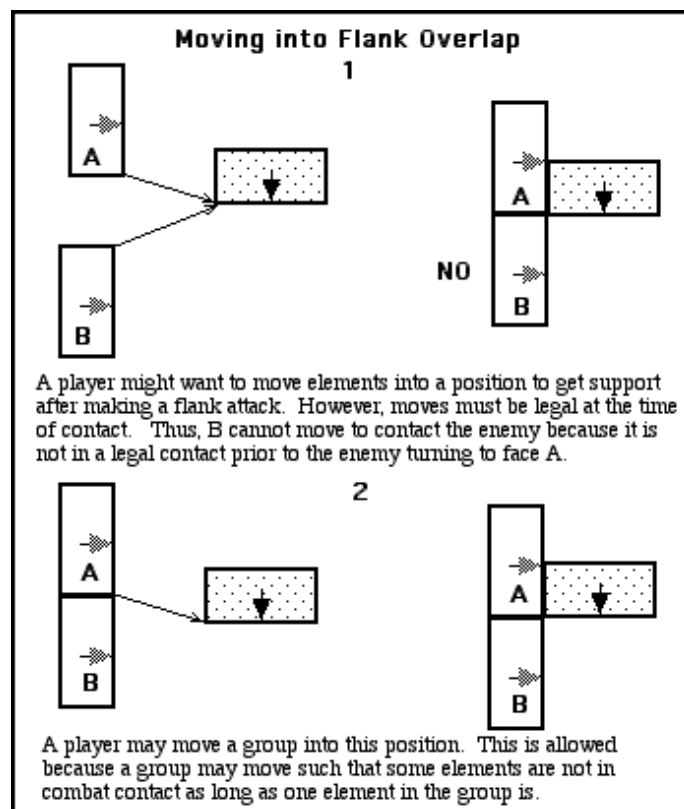 Moving into Flank Overlap
1
A
A
NO
B
B
A player might want to move elements into a position to get support
after making a flank attack. However, moves must be legal at the time
of contact. Thus, B cannot move to contact the enemy because it is
not in a legal contact prior to the enemy turning to face A.
2
A
A
B
B
A player may move a group into this position. This is allowed
because a group may move such that some elements are not in
combat contact as long as one element in the group is.